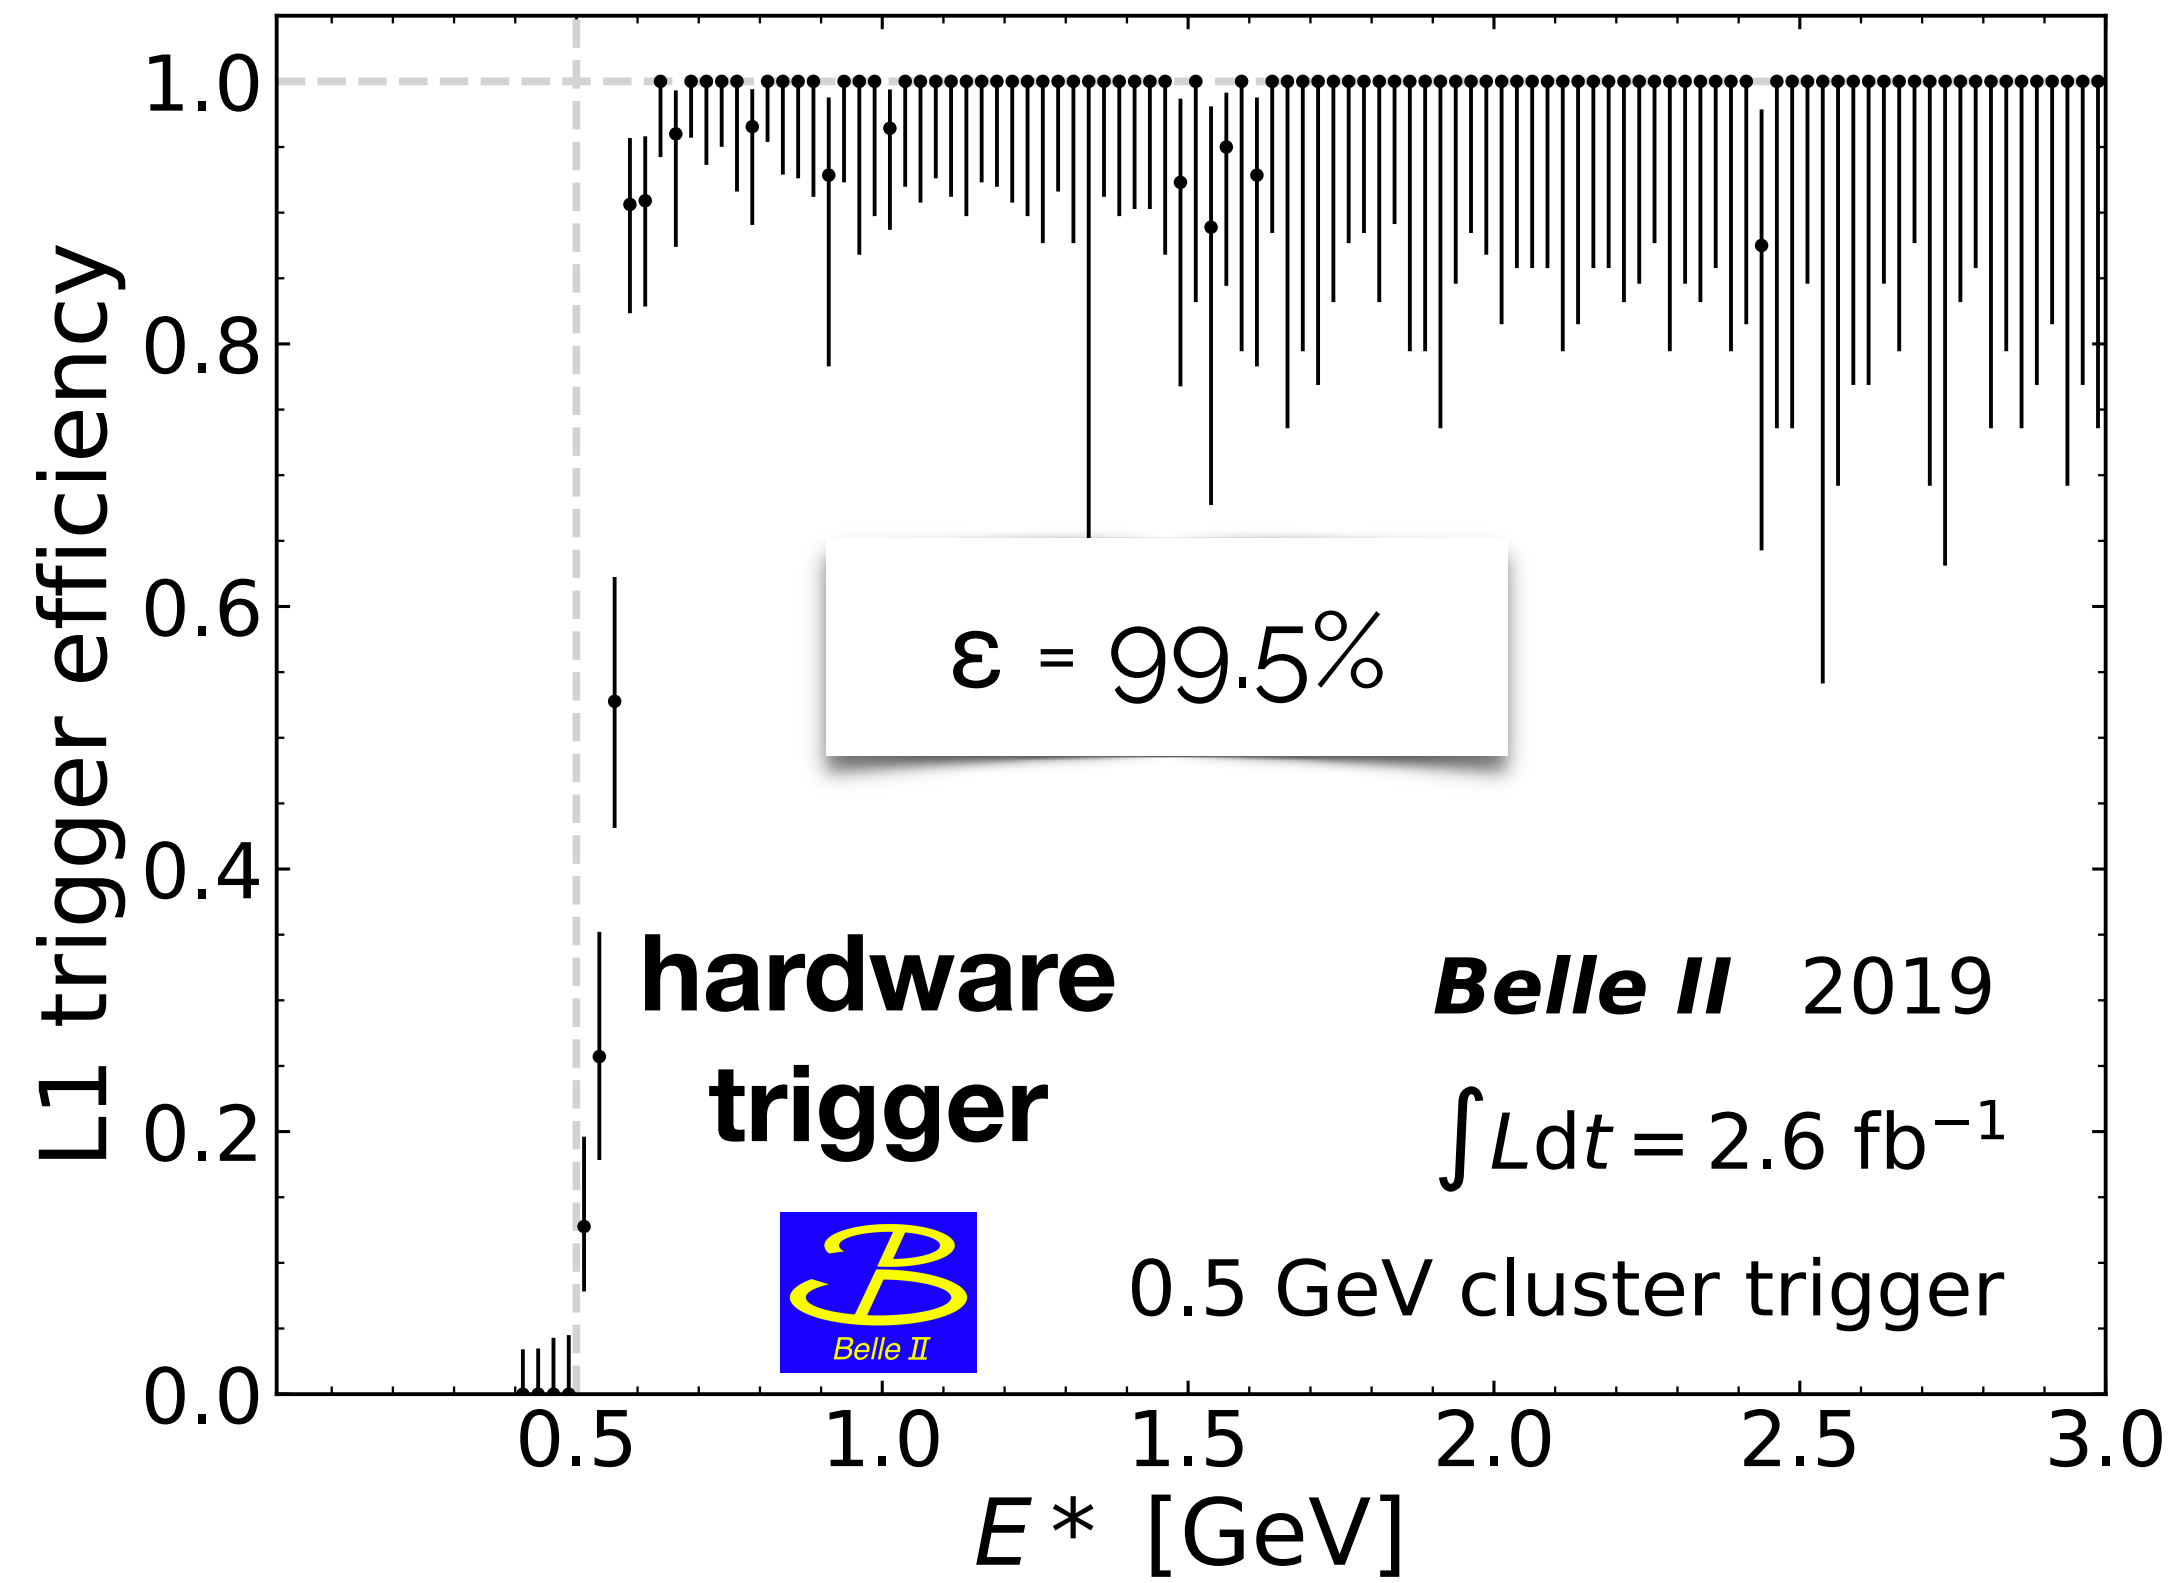 L1 trigger efficiency
1.0
0.8
0.6
0.4
0.2
0.0
ε = 99.5%
hardware
trigger
Belle II 2019
∫Ldt = 2.6 fb⁻¹
0.5 GeV cluster trigger
Belle II
0.5 1.0 1.5 2.0 2.5 3.0
E* [GeV]